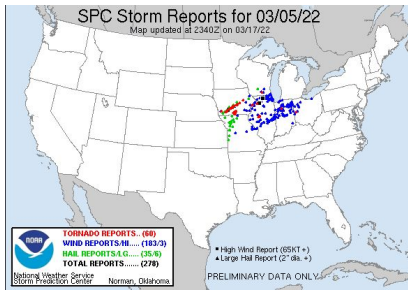 SPC Storm Reports for 03/05/22
Map updated at 2340Z on 03/17/22
TORNADO REPORTS.. (60)
WIND REPORTS/HI..... (183/3)
HAIL REPORTS/LG..... (35/6)
TOTAL REPORTS....... (278)
NOAA
National Weather Service
Storm Prediction Center Norman, Oklahoma
■ High Wind Report (65KT +)
▲ Large Hail Report (2" dia. +)
PRELIMINARY DATA ONLY